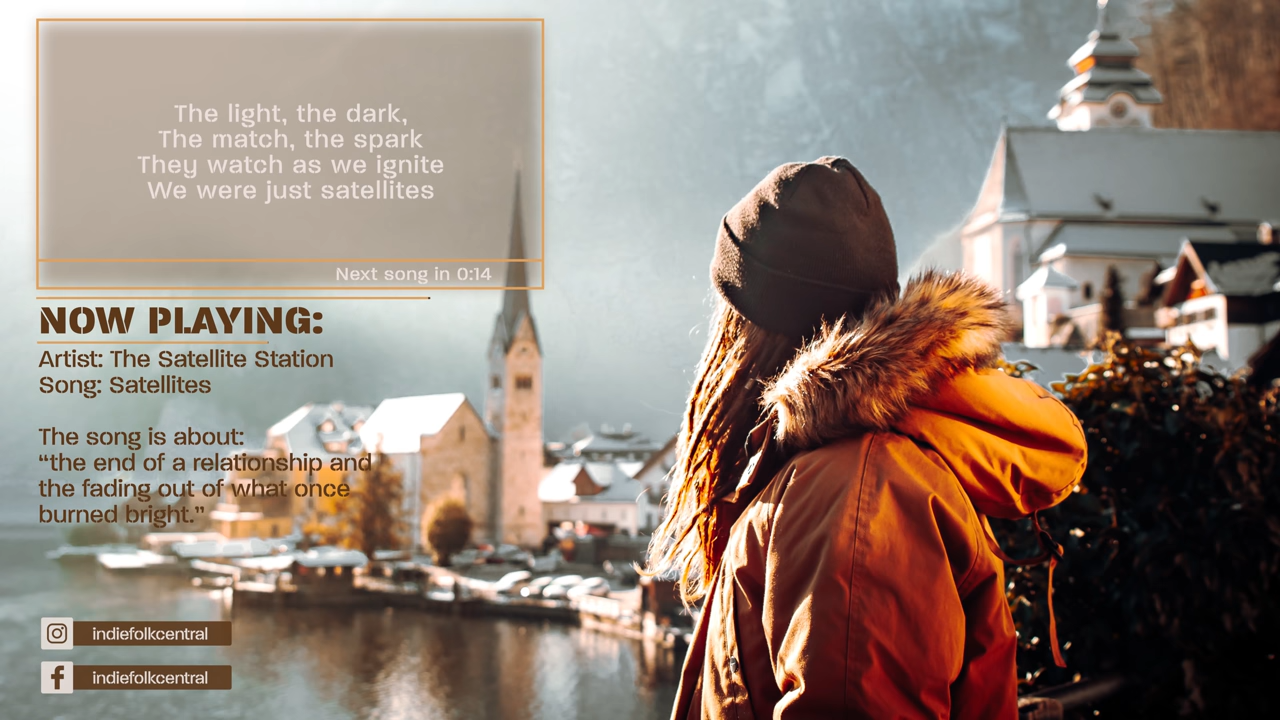 The light, the dark,
The match, the spark
They watch as we ignite
We were just satellites
Next song in 0:14
NOW PLAYING:
Artist: The Satellite Station
Song: Satellites
The song is about:
“the end of a relationship and
the fading out of what once
burned bright.”
indiefolkcentral
indiefolkcentral